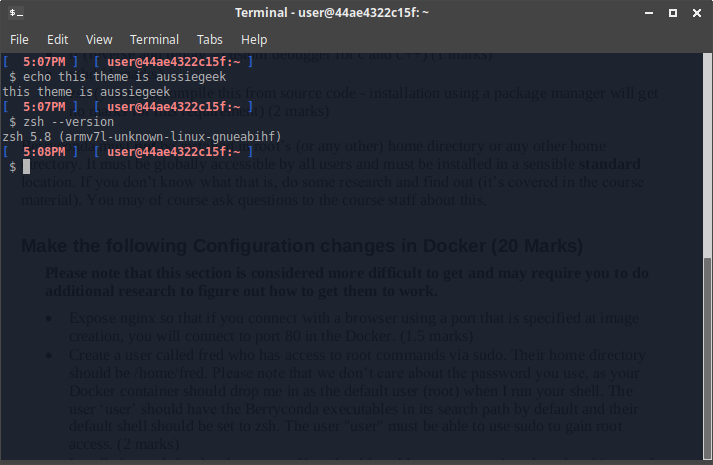 Terminal - user@44ae4322c15f: ~
File Edit View Terminal Tabs Help
debugger for c and c++) (1 marks)
[ 5:07PM ] [ user@44ae4322c15f:~ ]
$ echo this theme is aussiegeek
this theme is aussiegeek
compile this from source code - installation using a package manager will get
[ 5:07PM ] [ user@44ae4322c15f:~ ]
$ zsh --version
requirement) (2 marks)
zsh 5.8 (armv7l-unknown-linux-gnueabihf)
[ 5:08PM ] [ user@44ae4322c15f:~ ]
root's (or any other) home directory or any other home
$
directory. It must be globally accessible by all users and must be installed in a sensible standard
location. If you don't know what that is, do some research and find out (it's covered in the course
material). You may of course ask questions to the course staff about this.
Make the following Configuration changes in Docker (20 Marks)
Please note that this section is considered more difficult to get and may require you to do
additional research to figure out how to get them to work.
• Expose nginx so that if you connect with a browser using a port that is specified at image
creation, you will connect to port 80 in the Docker. (1.5 marks)
• Create a user called fred who has access to root commands via sudo. Their home directory
should be /home/fred. Please note that we don't care about the password you use, as your
Docker container should drop me in as the default user (root) when I run your shell. The
user 'user' should have the Berryconda executables in its search path by default and their
default shell should be set to zsh. The user "user" must be able to use sudo to gain root
access. (2 marks)